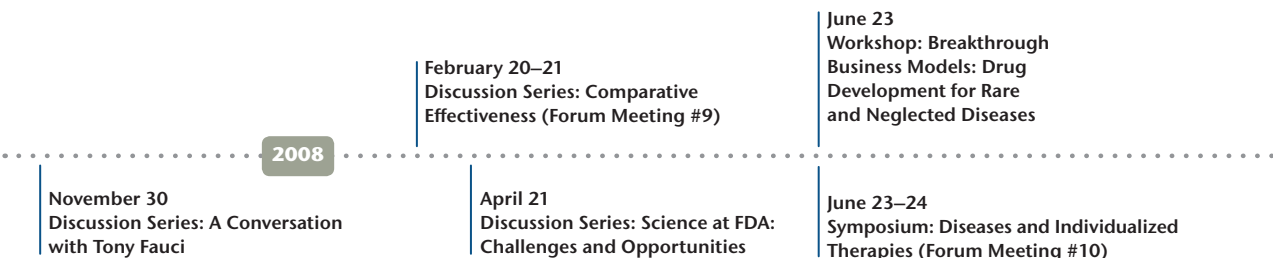 June 23
Workshop: Breakthrough
Business Models: Drug
Development for Rare
and Neglected Diseases
February 20–21
Discussion Series: Comparative
Effectiveness (Forum Meeting #9)
2008
November 30
Discussion Series: A Conversation
with Tony Fauci
April 21
Discussion Series: Science at FDA:
Challenges and Opportunities
June 23–24
Symposium: Diseases and Individualized
Therapies (Forum Meeting #10)